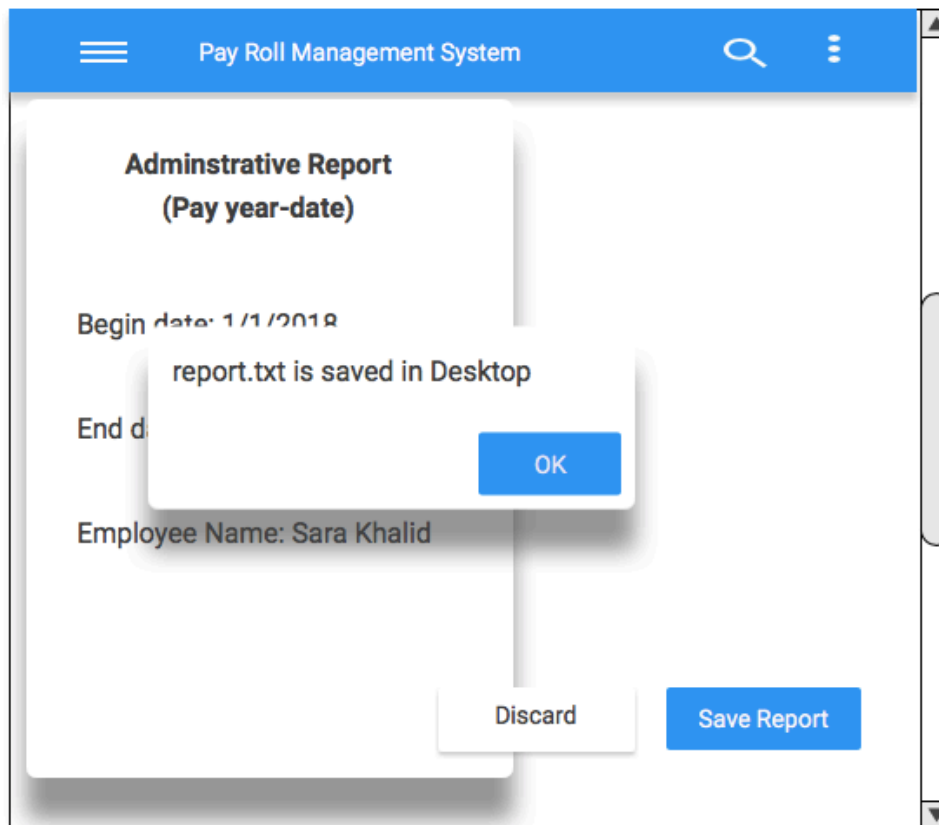 Pay Roll Management System
Adminstrative Report
(Pay year-date)
Begin date: 1/1/2018
report.txt is saved in Desktop
End
OK
Employee Name: Sara Khalid
Discard
Save Report